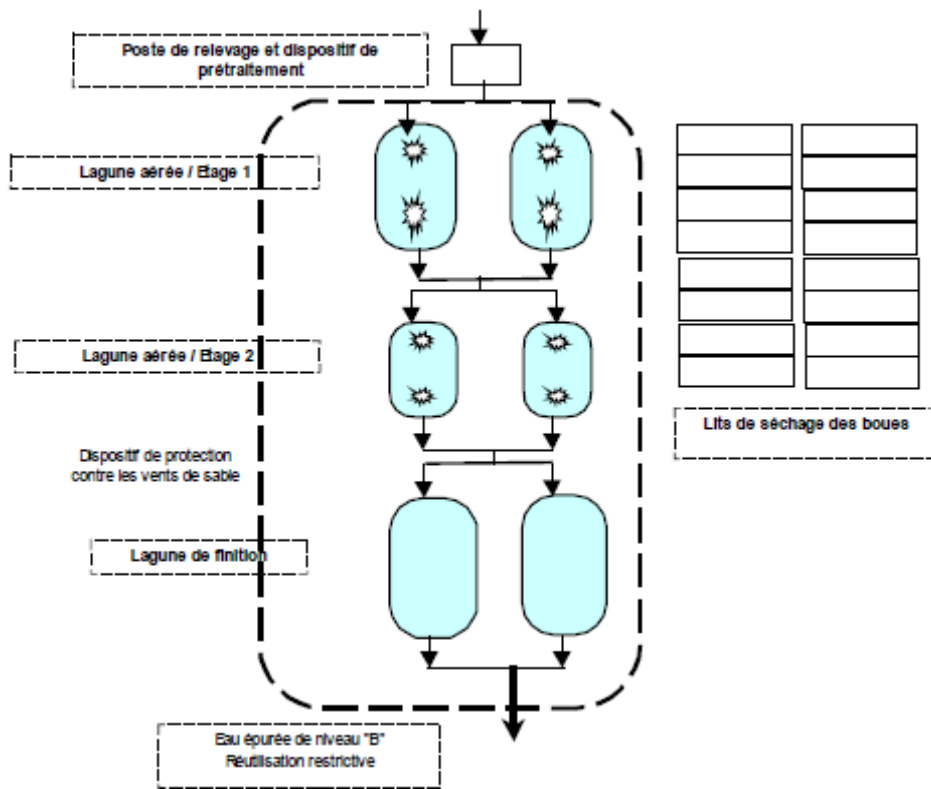 Poste de relevage et dispositif de
prétraitement
Lagune aérée / Etage 1
Lagune aérée / Etage 2
Lits de séchage des boues
Dispositif de protection
contre les vents de sable
Lagune de finition
Eau épurée de niveau "B"
Réutilisation restrictive